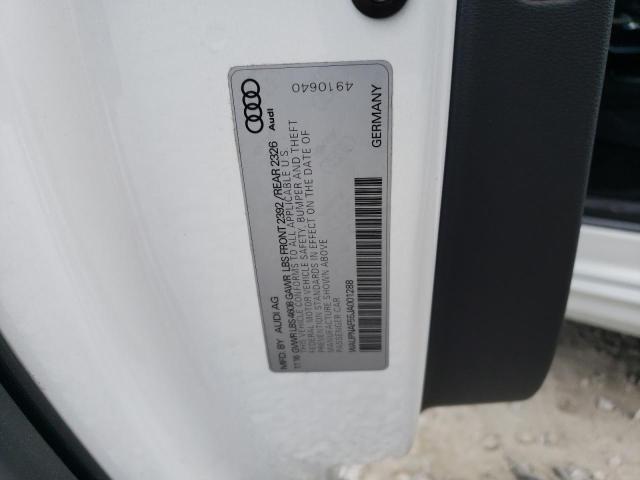 MFD. BY AUDI AG
11.16 GVWR LBS 4608 GAWR LBS FRONT 2392/REAR 2326
THIS VEHICLE CONFORMS TO ALL APPLICABLE U S
FEDERAL MOTOR VEHICLE SAFETY, BUMPER AND THEFT
PREVENTION STANDARDS IN EFFECT ON THE DATE OF
MANUFACTURE SHOWN ABOVE
PASSENGER CAR
WAUPNAF55JA001288
Audi
GERMANY
4910640